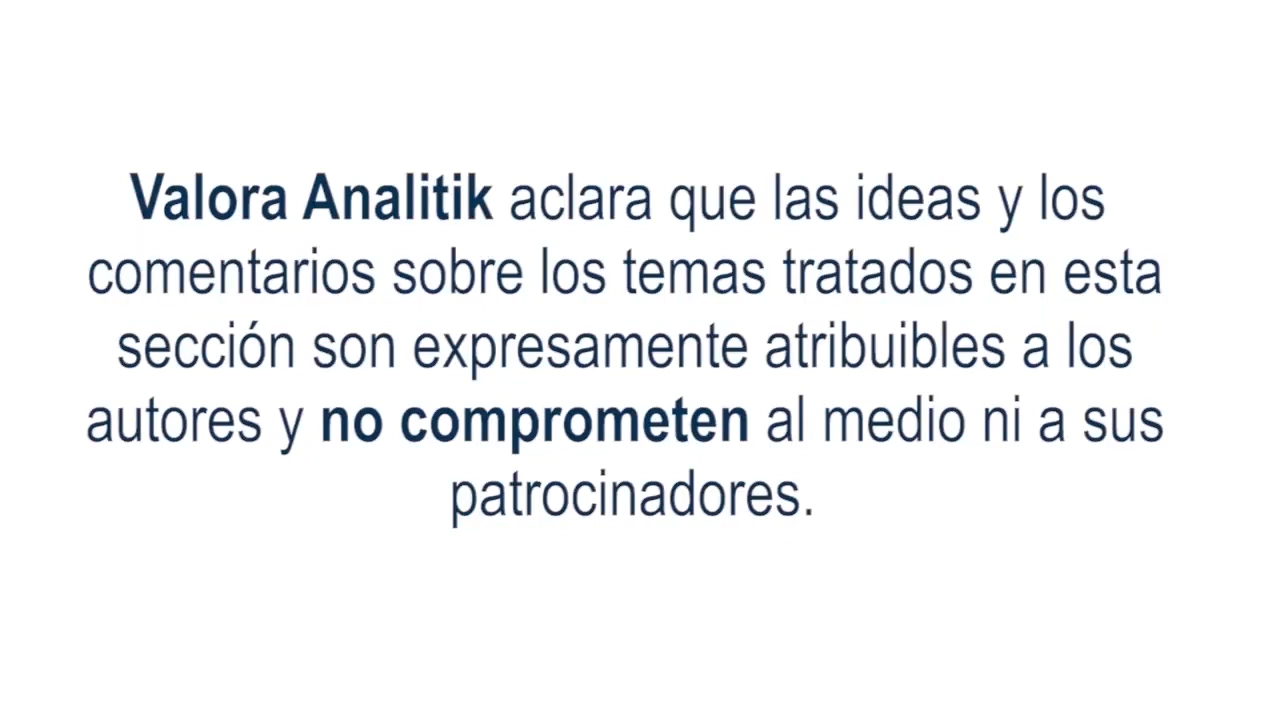 Valora Analitik aclara que las ideas y los
comentarios sobre los temas tratados en esta
sección son expresamente atribuibles a los
autores y no comprometen al medio ni a sus
patrocinadores.